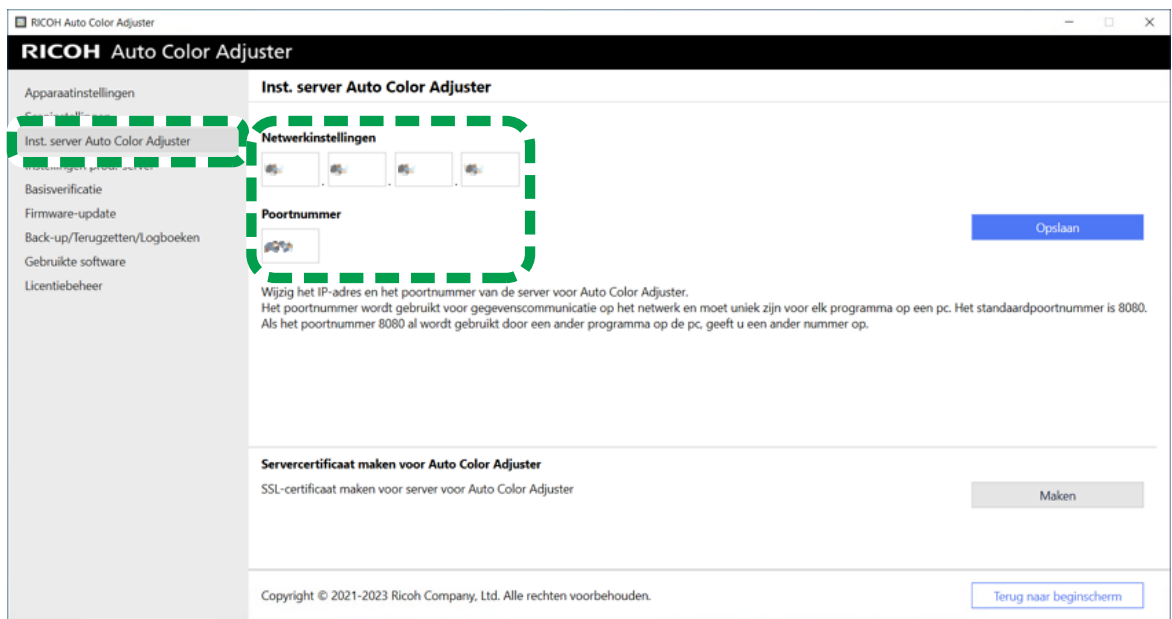 RICOH Auto Color Adjuster
RICOH Auto Color Adjuster
Apparaatinstellingen
Inst. server Auto Color Adjuster
Basisverificatie
Firmware-update
Back-up/Terugzetten/Logboeken
Gebruikte software
Licentiebeheer
Inst. server Auto Color Adjuster
Netwerkinstellingen
. . .
Poortnummer
Opslaan
Wijzig het IP-adres en het poortnummer van de server voor Auto Color Adjuster.
Het poortnummer wordt gebruikt voor gegevenscommunicatie op het netwerk en moet uniek zijn voor elk programma op een pc. Het standaardpoortnummer is 8080.
Als het poortnummer 8080 al wordt gebruikt door een ander programma op de pc, geeft u een ander nummer op.
Servercertificaat maken voor Auto Color Adjuster
SSL-certificaat maken voor server voor Auto Color Adjuster
Maken
Copyright © 2021-2023 Ricoh Company, Ltd. Alle rechten voorbehouden.
Terug naar beginscherm